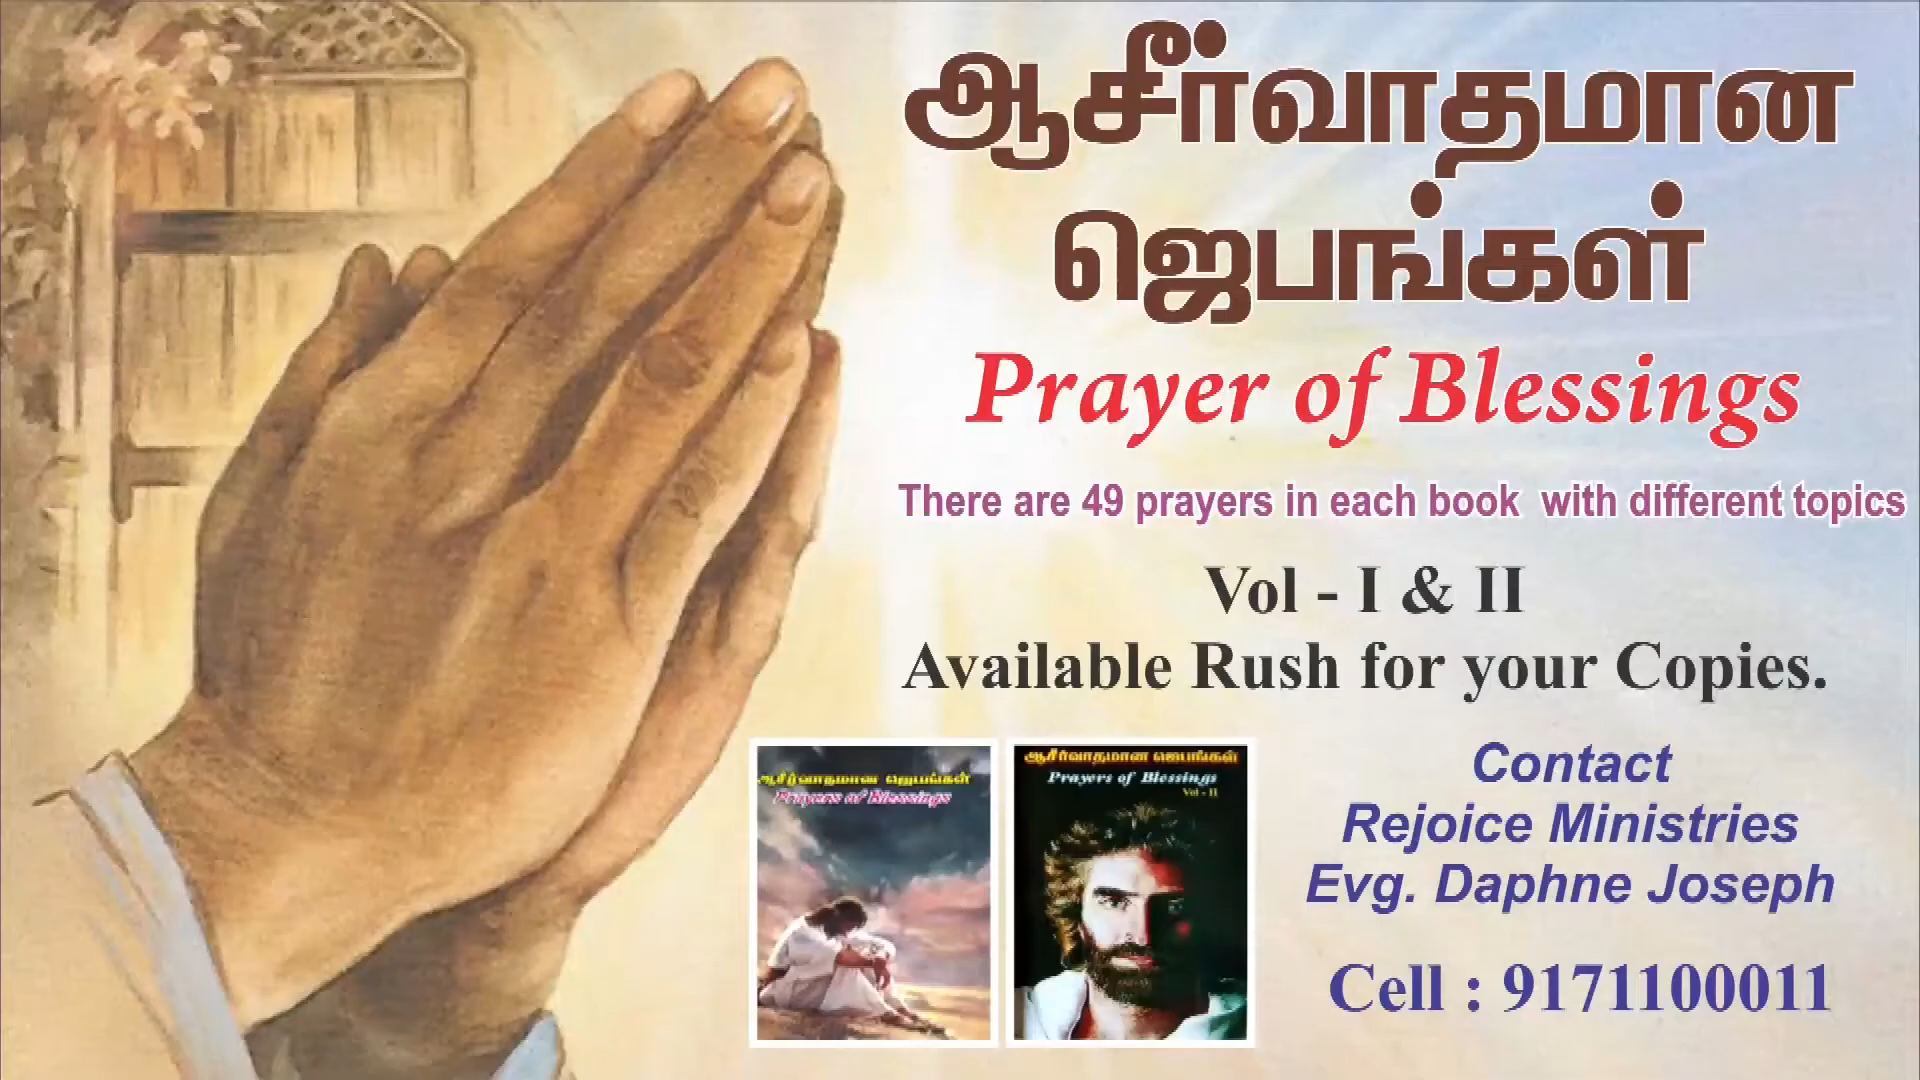 ஆசீர்வாதமான
ஜெபங்கள்
Prayer of Blessings
There are 49 prayers in each book with different topics
Vol - I & II
Available Rush for your Copies.
ஆசீர்வாதமான ஜெபங்கள்
Prayers of Blessings
ஆசீர்வாதமான ஜெபங்கள்
Prayers of Blessings
Vol - II
Contact
Rejoice Ministries
Evg. Daphne Joseph
Cell : 9171100011